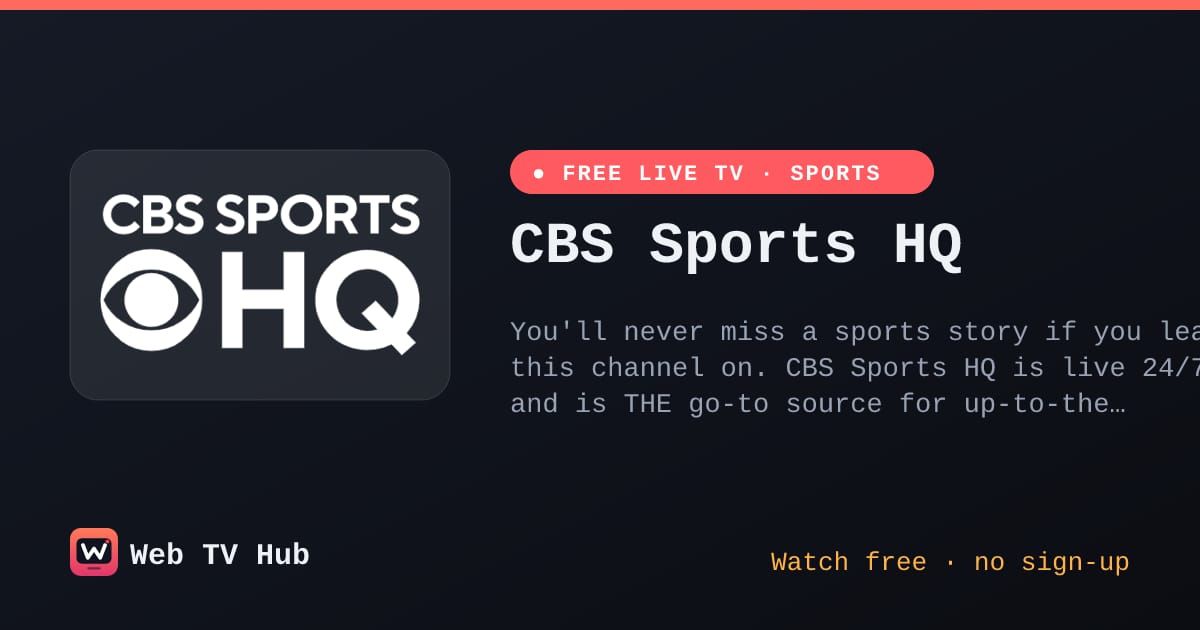 CBS SPORTS
HQ
• FREE LIVE TV · SPORTS
CBS Sports HQ
You'll never miss a sports story if you
this channel on. CBS Sports HQ is live 24/7
and is THE go-to source for up-to-the…
Web TV Hub
Watch free · no sign-up